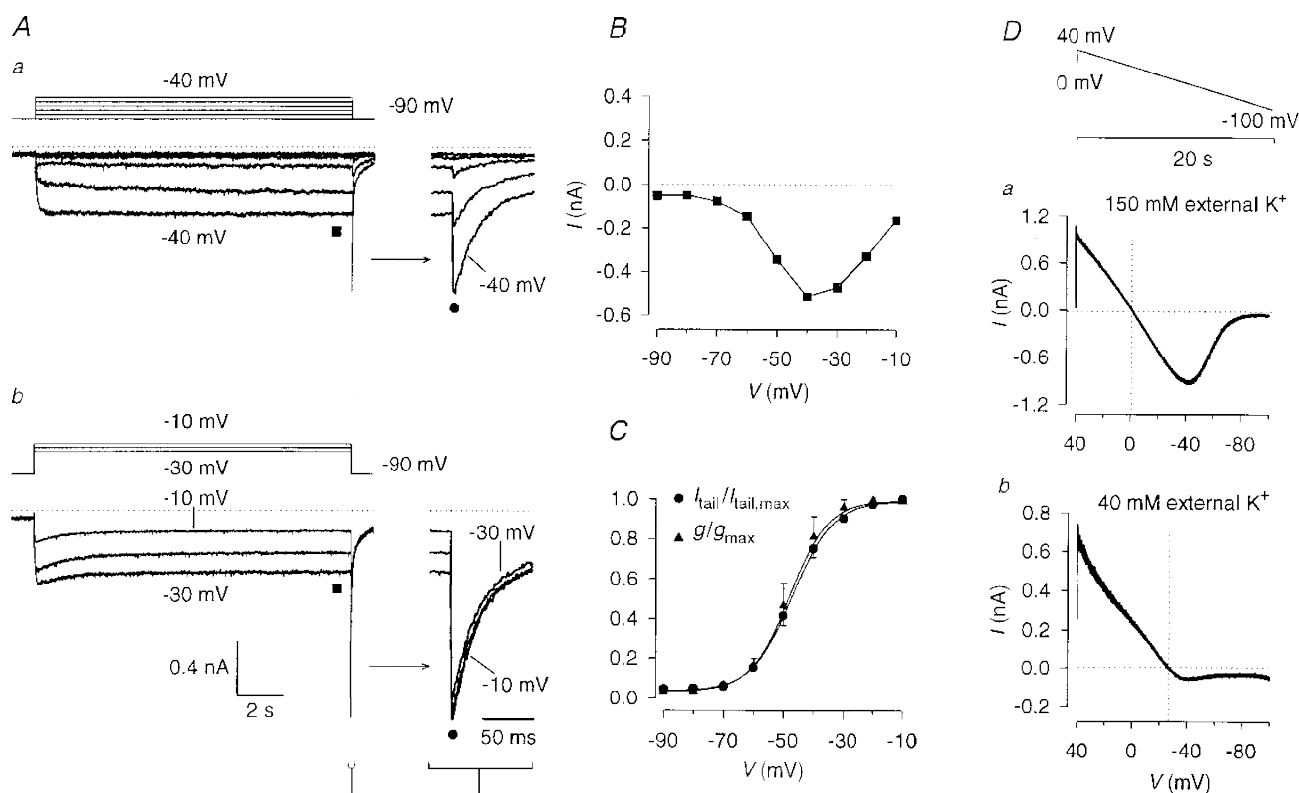 A
a
-40 mV
-90 mV
-40 mV
-40 mV
b
-10 mV
-30 mV
-90 mV
-10 mV
-30 mV
-30 mV
-10 mV
0.4 nA
2 s
50 ms
B
0.4
0.2
0.0
-0.2
-0.4
-0.6
I (nA)
-90 -70 -50 -30 -10
V (mV)
C
Itail/Itail,max
g/gmax
1.0
0.8
0.6
0.4
0.2
0.0
-90 -70 -50 -30 -10
V (mV)
D
40 mV
0 mV
-100 mV
20 s
a
150 mM external K+
1.2
0.6
0.0
-0.6
-1.2
I (nA)
40 0 -40 -80
b
40 mM external K+
0.8
0.6
0.4
0.2
0.0
-0.2
I (nA)
40 0 -40 -80
V (mV)